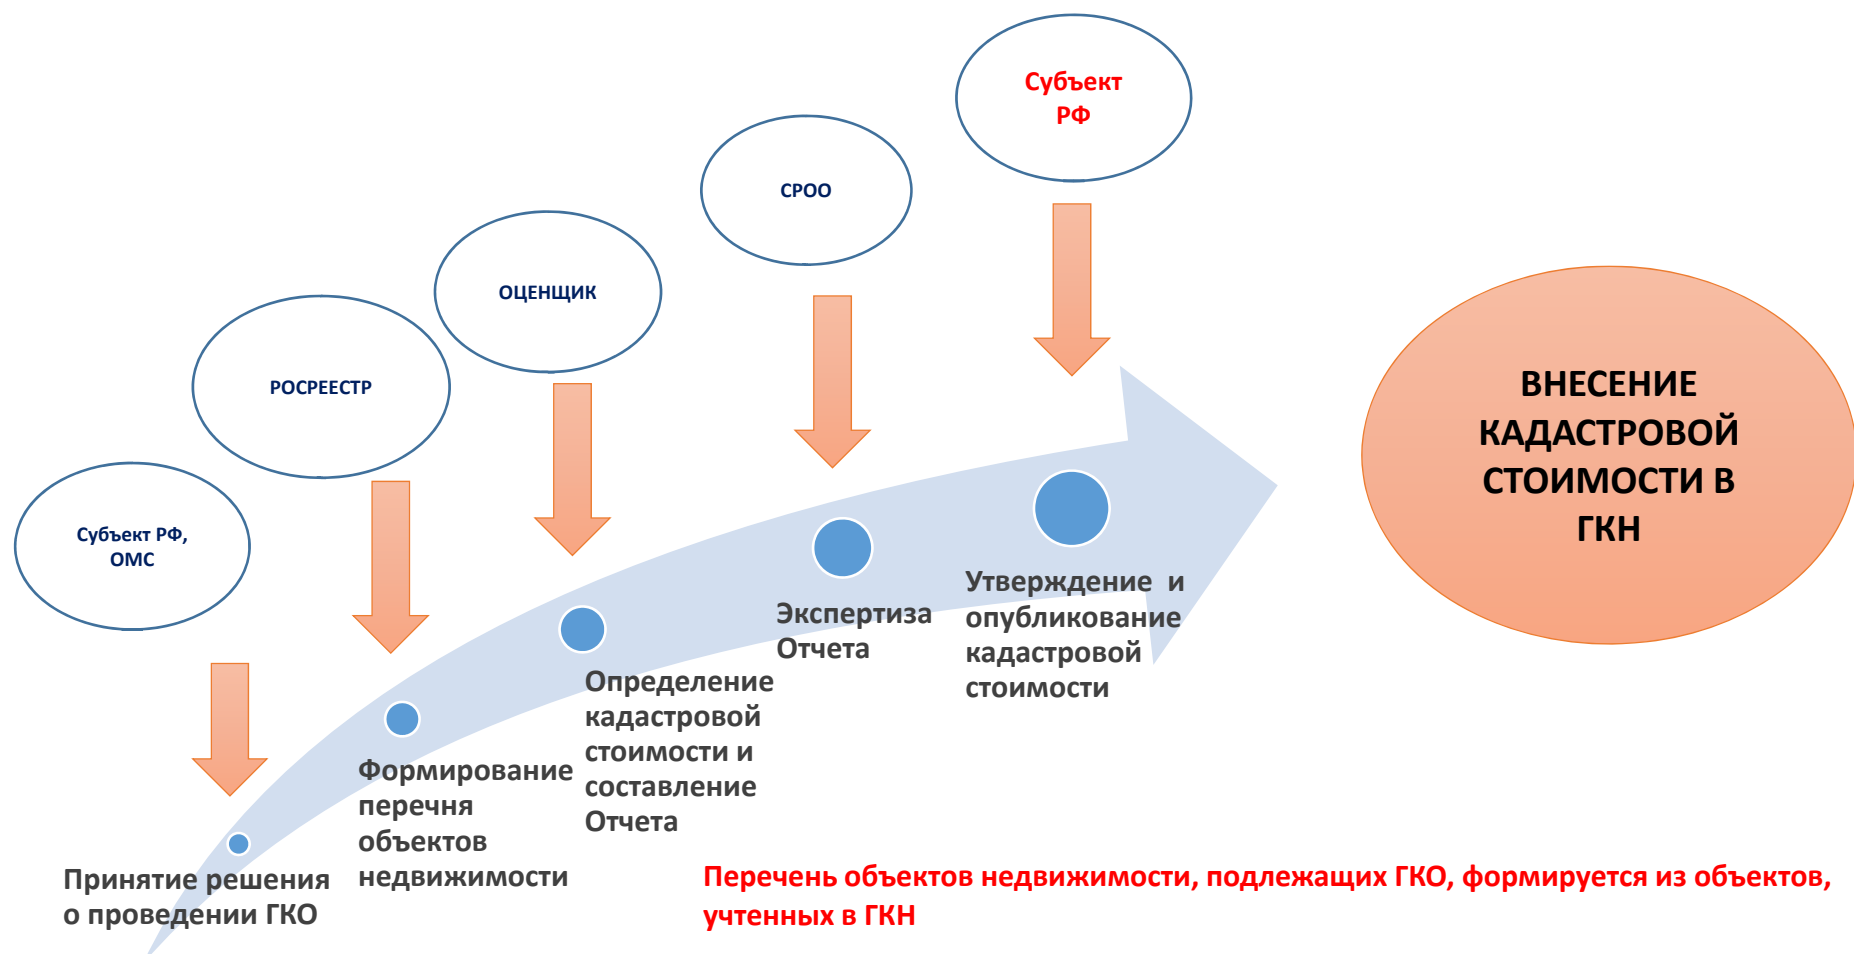 Субъект
РФ
СРОО
ОЦЕНЩИК
РОСРЕЕСТР
Субъект РФ,
ОМС
ВНЕСЕНИЕ
КАДАСТРОВОЙ
СТОИМОСТИ В
ГКН
Принятие решения
о проведении ГКО
Формирование
перечня
объектов
недвижимости
Определение
кадастровой
стоимости и
составление
Отчета
Экспертиза
Отчета
Утверждение и
опубликование
кадастровой
стоимости
Перечень объектов недвижимости, подлежащих ГКО, формируется из объектов,
учтенных в ГКН